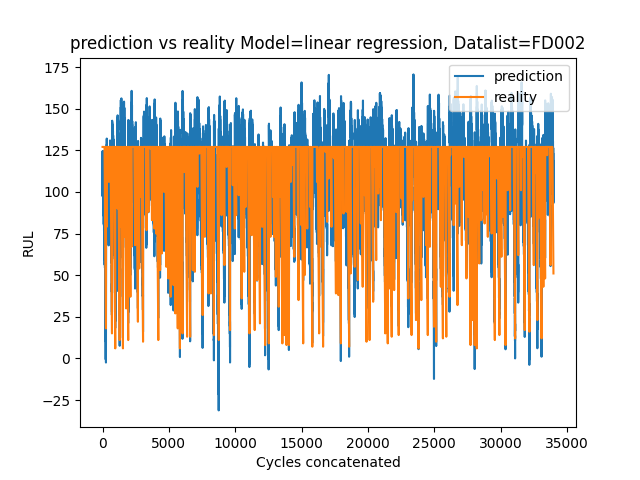 prediction vs reality Model=linear regression, Datalist=FD002
prediction
reality
175
150
125
100
75
50
25
0
−25
RUL
0 5000 10000 15000 20000 25000 30000 35000
Cycles concatenated